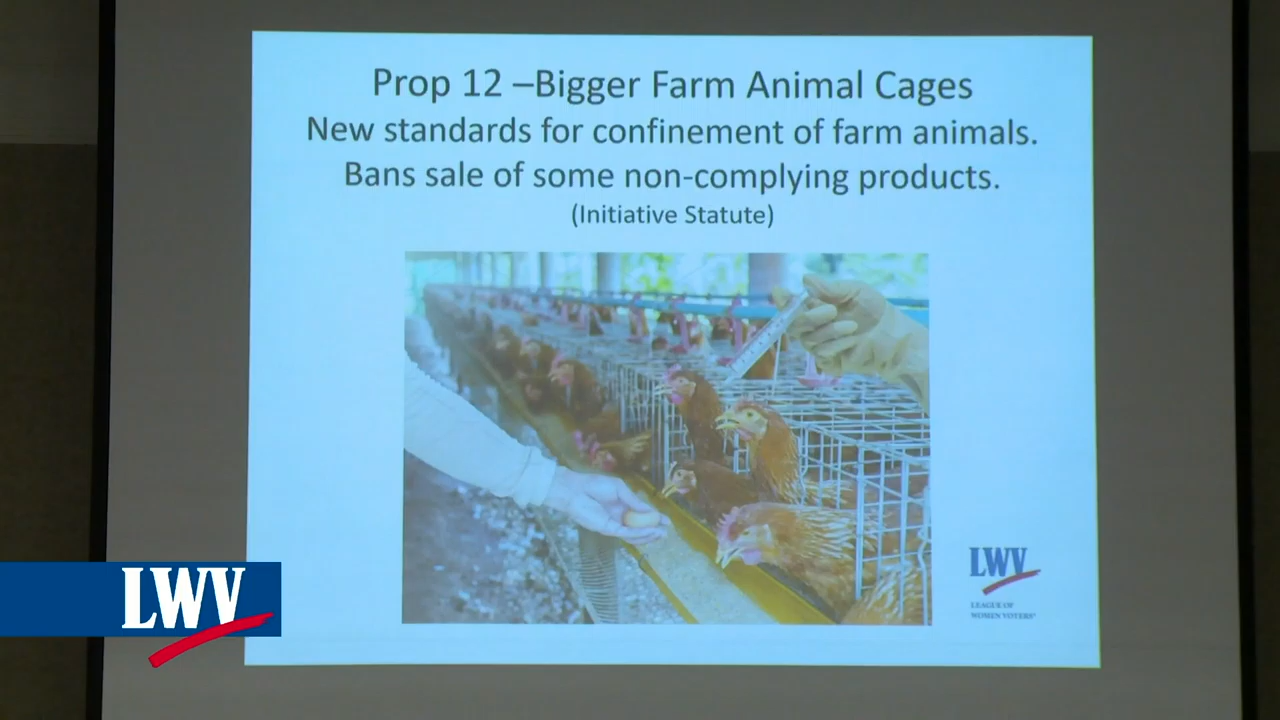 Prop 12 –Bigger Farm Animal Cages
New standards for confinement of farm animals.
Bans sale of some non-complying products.
(Initiative Statute)
LWV
LEAGUE OF
WOMEN VOTERS®
LWV